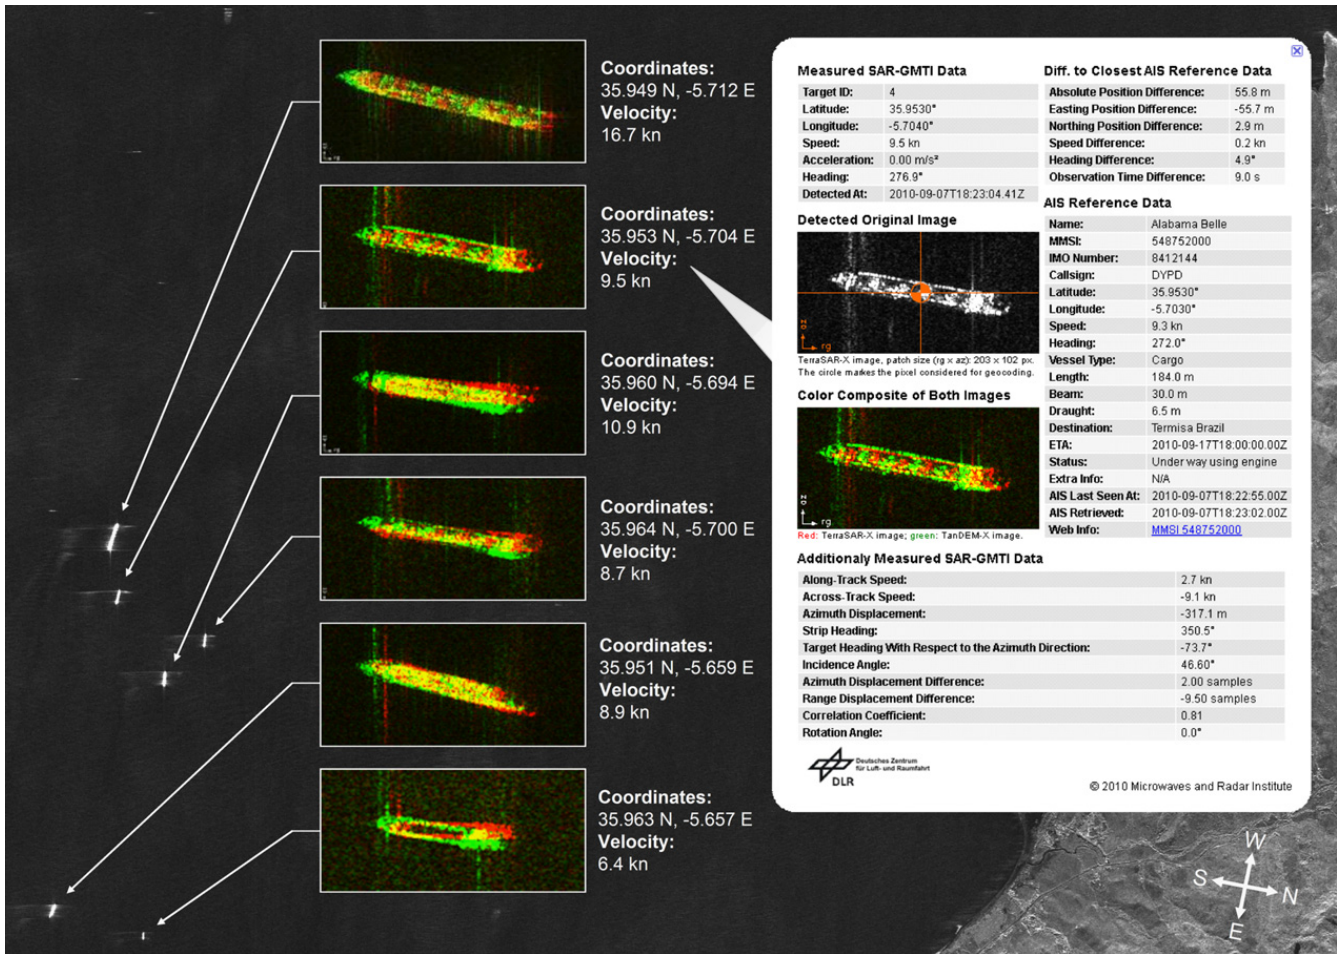 Coordinates:
35.949 N, -5.712 E
Velocity:
16.7 kn
Coordinates:
35.953 N, -5.704 E
Velocity:
9.5 kn
Coordinates:
35.960 N, -5.694 E
Velocity:
10.9 kn
Coordinates:
35.964 N, -5.700 E
Velocity:
8.7 kn
Coordinates:
35.951 N, -5.659 E
Velocity:
8.9 kn
Coordinates:
35.963 N, -5.657 E
Velocity:
6.4 kn
Measured SAR-GMTI Data
Target ID: 4
Latitude: 35.9530°
Longitude: -5.7040°
Speed: 9.5 kn
Acceleration: 0.00 m/s²
Heading: 276.9°
Detected At: 2010-09-07T18:23:04.41Z
Detected Original Image
az
rg
TerraSAR-X image, patch size (rg x az): 203 x 102 px.
The circle markes the pixel considered for geocoding.
Color Composite of Both Images
az
rg
Red: TerraSAR-X image; green: TanDEM-X image.
Diff. to Closest AIS Reference Data
Absolute Position Difference: 55.8 m
Easting Position Difference: -55.7 m
Northing Position Difference: 2.9 m
Speed Difference: 0.2 kn
Heading Difference: 4.9°
Observation Time Difference: 9.0 s
AIS Reference Data
Name: Alabama Belle
MMSI: 548752000
IMO Number: 8412144
Callsign: DYPD
Latitude: 35.9530°
Longitude: -5.7030°
Speed: 9.3 kn
Heading: 272.0°
Vessel Type: Cargo
Length: 184.0 m
Beam: 30.0 m
Draught: 6.5 m
Destination: Termisa Brazil
ETA: 2010-09-17T18:00:00.00Z
Status: Under way using engine
Extra Info: N/A
AIS Last Seen At: 2010-09-07T18:22:55.00Z
AIS Retrieved: 2010-09-07T18:23:02.00Z
Web Info: MMSI 548752000
Additionaly Measured SAR-GMTI Data
Along-Track Speed: 2.7 kn
Across-Track Speed: -9.1 kn
Azimuth Displacement: -317.1 m
Strip Heading: 350.5°
Target Heading With Respect to the Azimuth Direction: -73.7°
Incidence Angle: 46.60°
Azimuth Displacement Difference: 2.00 samples
Range Displacement Difference: -9.50 samples
Correlation Coefficient: 0.81
Rotation Angle: 0.0°
Deutsches Zentrum
für Luft- und Raumfahrt
DLR
© 2010 Microwaves and Radar Institute
W
S
N
E